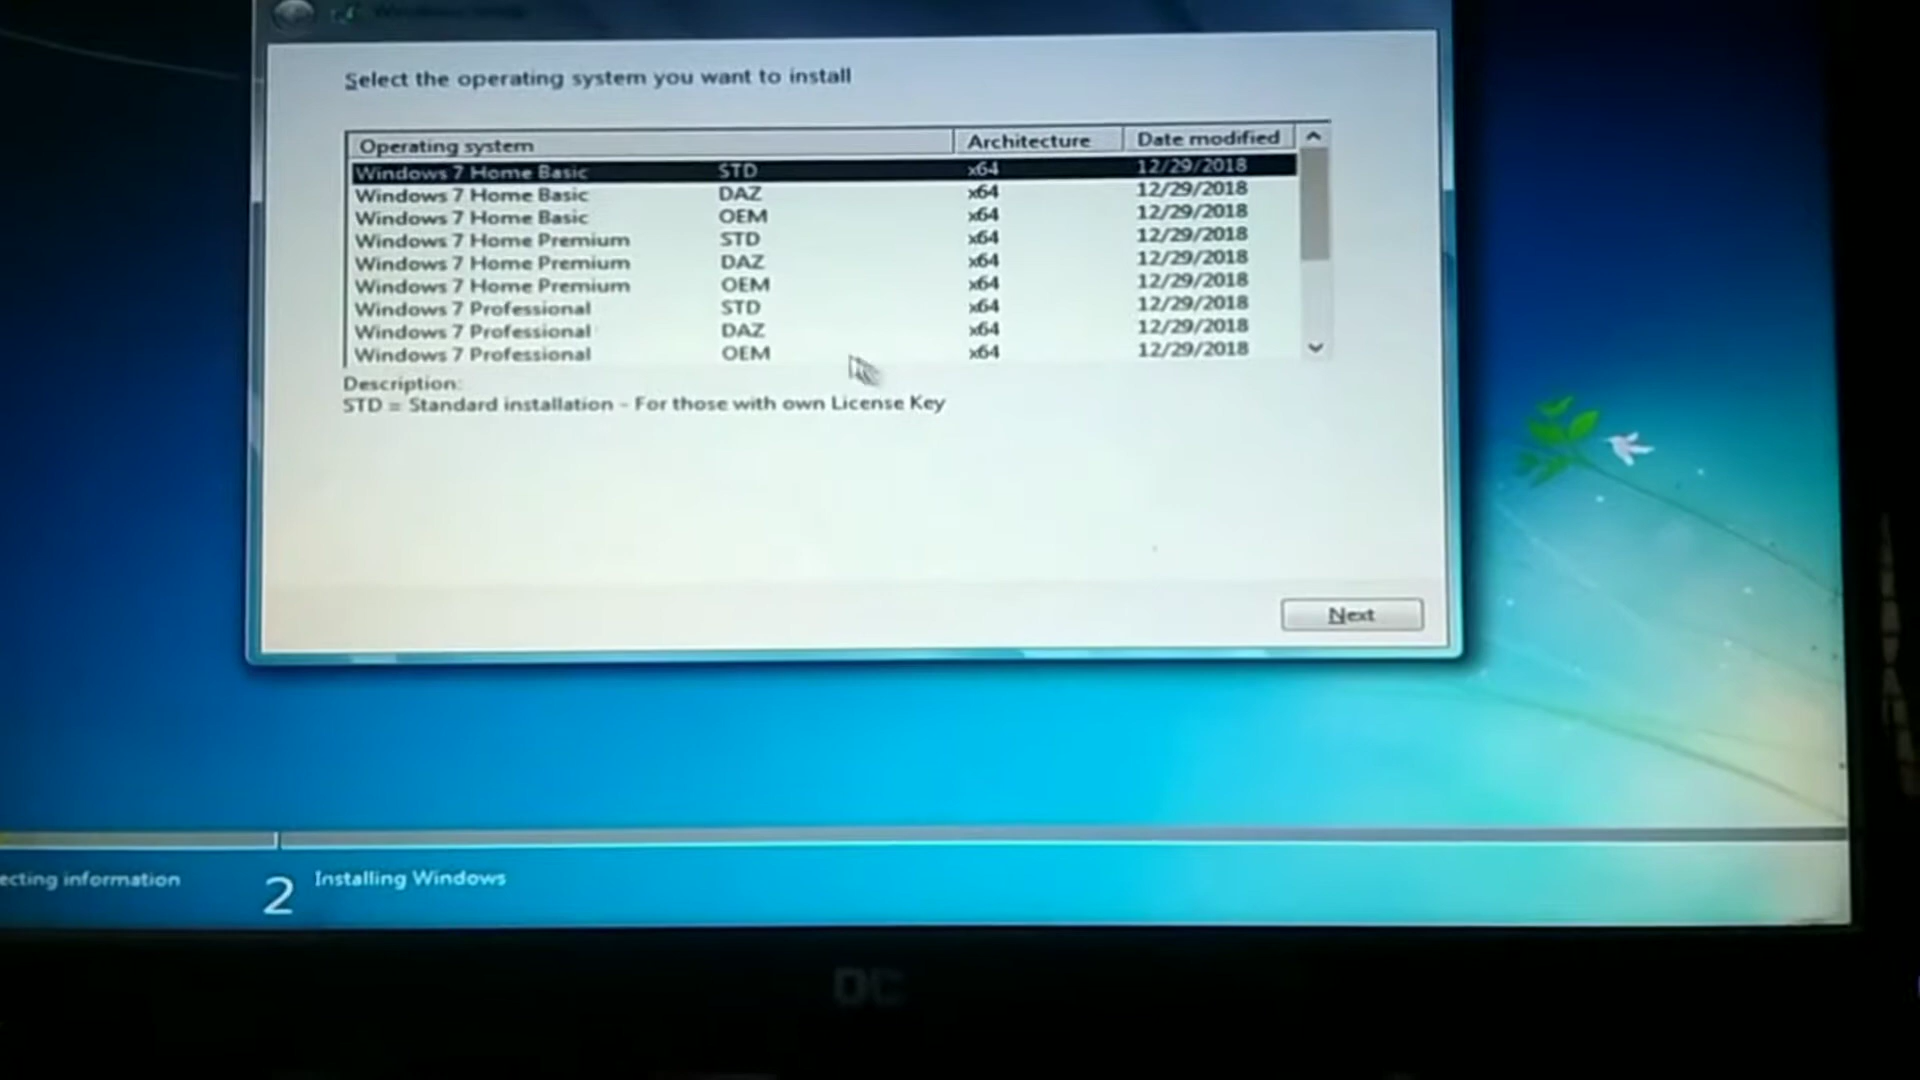 Select the operating system you want to install
Operating system Architecture Date modified
Windows 7 Home Basic STD x64 12/29/2018
Windows 7 Home Basic DAZ x64 12/29/2018
Windows 7 Home Basic OEM x64 12/29/2018
Windows 7 Home Premium STD x64 12/29/2018
Windows 7 Home Premium DAZ x64 12/29/2018
Windows 7 Home Premium OEM x64 12/29/2018
Windows 7 Professional STD x64 12/29/2018
Windows 7 Professional DAZ x64 12/29/2018
Windows 7 Professional OEM x64 12/29/2018
Description:
STD = Standard installation - For those with own License Key
Next
ecting information
2 Installing Windows